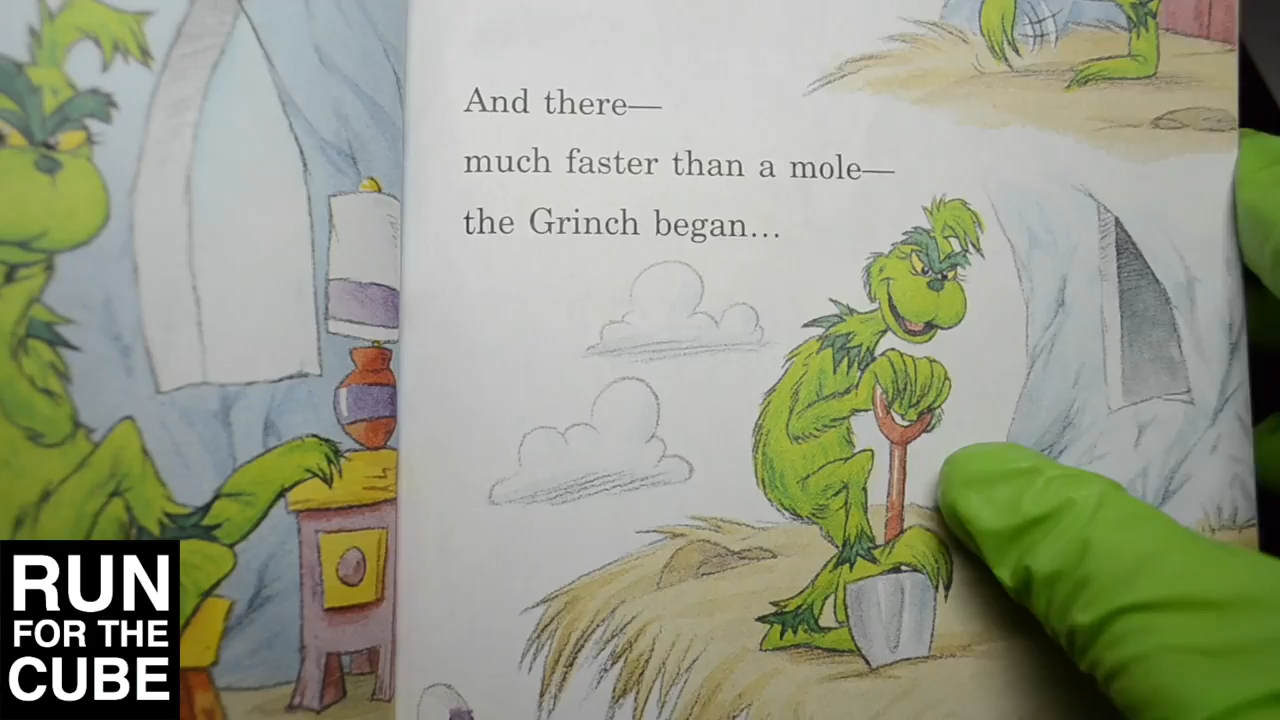 And there—
much faster than a mole—
the Grinch began...
RUN
FOR THE
CUBE